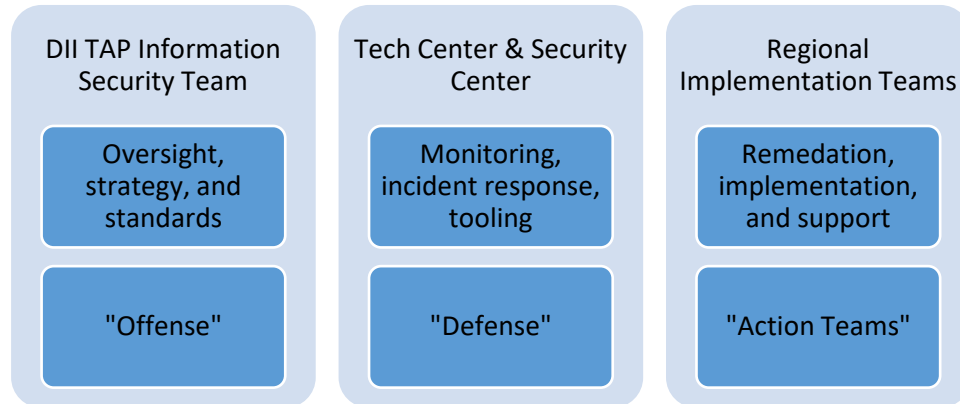 DII TAP Information
Security Team
Oversight,
strategy, and
standards
"Offense"
Tech Center & Security
Center
Monitoring,
incident response,
tooling
"Defense"
Regional
Implementation Teams
Remedation,
implementation,
and support
"Action Teams"